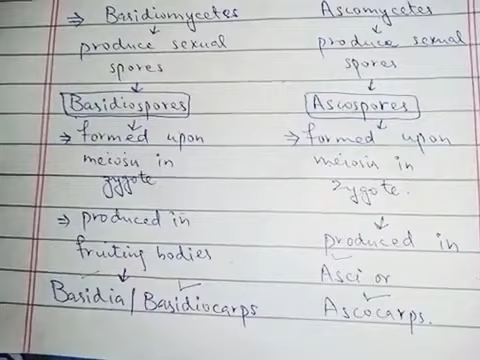 ⇒ Basidiomycetes
↓
produce sexual
spores
↓
Basidiospores
↓
⇒ formed upon
meiosis in
zygote
⇒ produced in
fruiting bodies
↓
Basidia / Basidiocarps
Ascomycetes
↓
produce sexual
spores
↓
Ascospores
↓
⇒ formed upon
meiosis in
zygote.
↓
produced in
Asci or
Ascocarps.